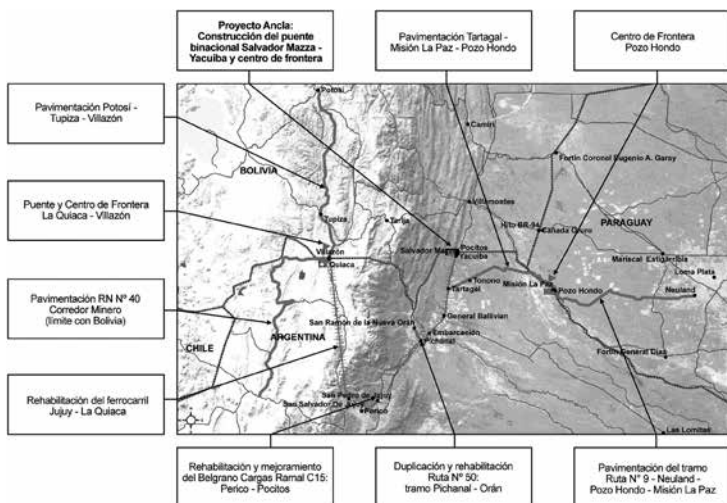 Proyecto Ancla:
Construcción del puente
binacional Salvador Mazza -
Yacuiba y centro de frontera
Pavimentación Tartagal -
Misión La Paz - Pozo Hondo
Centro de Frontera
Pozo Hondo
Pavimentación Potosí -
Tupiza - Villazón
Puente y Centro de Frontera
La Quiaca - Villazón
Pavimentación RN Nº 40
Corredor Minero
(límite con Bolivia)
Rehabilitación del ferrocarril
Jujuy - La Quiaca
Potosí
Camiri
Fortín Coronel Eugenio A. Garay
BOLIVIA
Villamontes
Tupiza
Tarija
Hito BR-94
Cañada Oruro
PARAGUAY
Villazón
La Quiaca
Salvador Mazza
Pocitos
Yacuiba
Mariscal Estigarribia
Loma Plata
Tonono
Tartagal
Misión La Paz
Pozo Hondo
Neuland
General Ballivian
San Ramón de la Nueva Orán
Embarcación
Pichanal
ARGENTINA
CHILE
Fortín General Díaz
San Pedro de Jujuy
San Salvador De Jujuy
Perico
Las Lomitas
Rehabilitación y mejoramiento
del Belgrano Cargas Ramal C15:
Perico - Pocitos
Duplicación y rehabilitación
Ruta N° 50:
tramo Pichanal - Orán
Pavimentación del tramo
Ruta N° 9 - Neuland -
Pozo Hondo - Misión La Paz